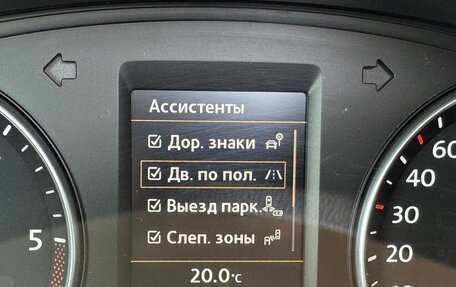 Ассистенты
Дор. знаки
Дв. по пол.
Выезд парк.
Слеп. зоны
20.0°C
5
60
40
30
20